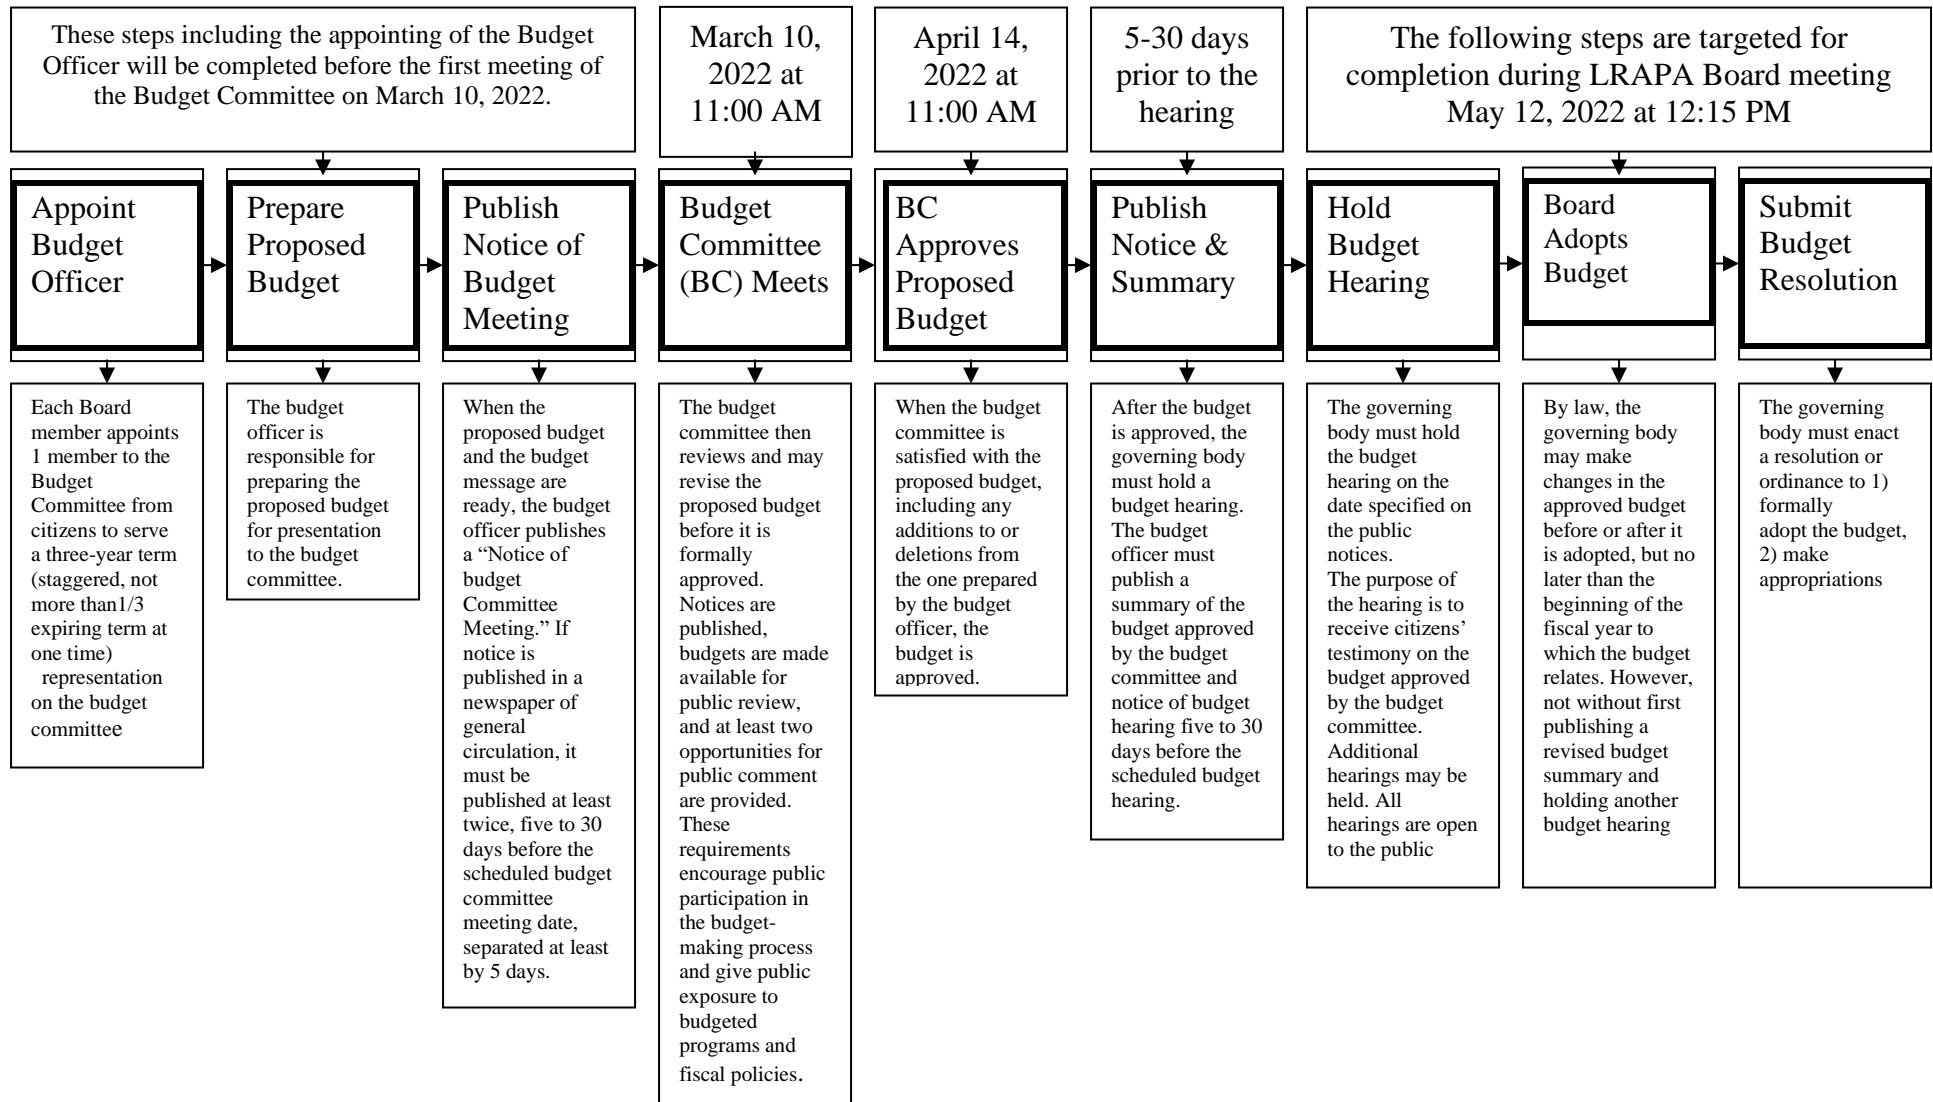 These steps including the appointing of the Budget
Officer will be completed before the first meeting of
the Budget Committee on March 10, 2022.
March 10,
2022 at
11:00 AM
April 14,
2022 at
11:00 AM
5-30 days
prior to the
hearing
The following steps are targeted for
completion during LRAPA Board meeting
May 12, 2022 at 12:15 PM
Appoint
Budget
Officer
Prepare
Proposed
Budget
Publish
Notice of
Budget
Meeting
Budget
Committee
(BC) Meets
BC
Approves
Proposed
Budget
Publish
Notice &
Summary
Hold
Budget
Hearing
Board
Adopts
Budget
Submit
Budget
Resolution
Each Board
member appoints
1 member to the
Budget
Committee from
citizens to serve
a three-year term
(staggered, not
more than1/3
expiring term at
one time)
representation
on the budget
committee
The budget
officer is
responsible for
preparing the
proposed budget
for presentation
to the budget
committee.
When the
proposed budget
and the budget
message are
ready, the budget
officer publishes
a “Notice of
budget
Committee
Meeting.” If
notice is
published in a
newspaper of
general
circulation, it
must be
published at least
twice, five to 30
days before the
scheduled budget
committee
meeting date,
separated at least
by 5 days.
The budget
committee then
reviews and may
revise the
proposed budget
before it is
formally
approved.
Notices are
published,
budgets are made
available for
public review,
and at least two
opportunities for
public comment
are provided.
These
requirements
encourage public
participation in
the budget-
making process
and give public
exposure to
budgeted
programs and
fiscal policies.
When the budget
committee is
satisfied with the
proposed budget,
including any
additions to or
deletions from
the one prepared
by the budget
officer, the
budget is
approved.
After the budget
is approved, the
governing body
must hold a
budget hearing.
The budget
officer must
publish a
summary of the
budget approved
by the budget
committee and
notice of budget
hearing five to 30
days before the
scheduled budget
hearing.
The governing
body must hold
the budget
hearing on the
date specified on
the public
notices.
The purpose of
the hearing is to
receive citizens’
testimony on the
budget approved
by the budget
committee.
Additional
hearings may be
held. All
hearings are open
to the public
By law, the
governing body
may make
changes in the
approved budget
before or after it
is adopted, but no
later than the
beginning of the
fiscal year to
which the budget
relates. However,
not without first
publishing a
revised budget
summary and
holding another
budget hearing
The governing
body must enact
a resolution or
ordinance to 1)
formally
adopt the budget,
2) make
appropriations